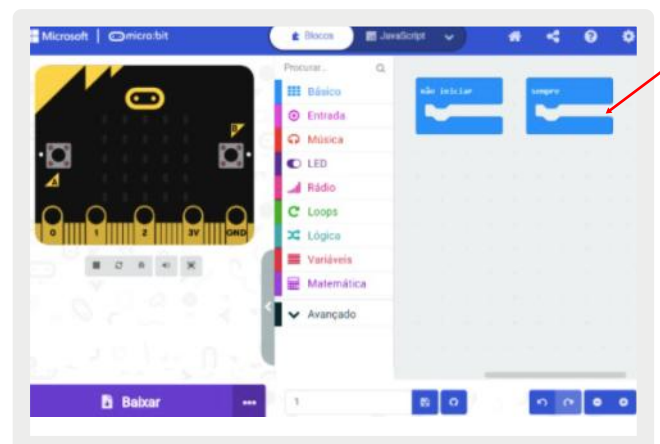 Microsoft | micro:bit
Blocos
JavaScript
Procurar...
Básico
Entrada
Música
LED
Rádio
Loops
Lógica
Variáveis
Matemática
Avançado
não iniciar
sempre
B
A
0 1 2 3V GND
Baixar
...
1